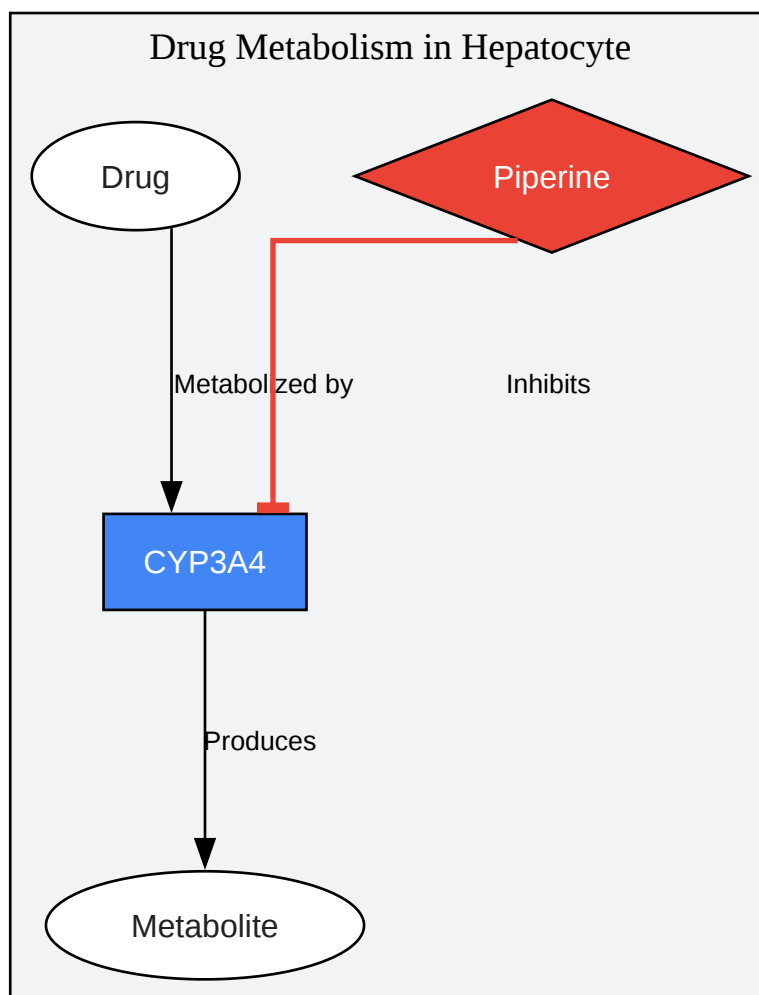 Drug Metabolism in Hepatocyte
Drug
Piperine
Metabolized by
Inhibits
CYP3A4
Produces
Metabolite